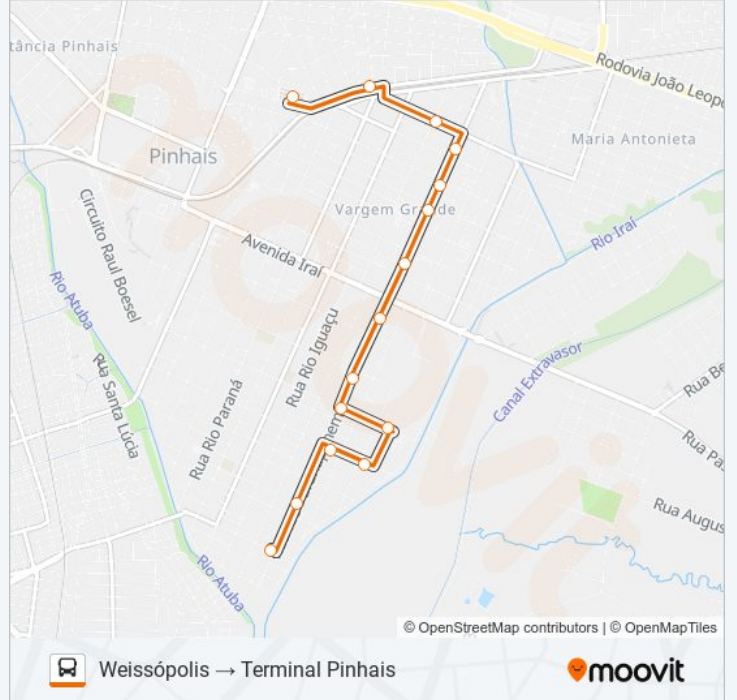 tância Pinhais
Rodovia João Leopo
Maria Antonieta
Pinhais
Vargem Grande
Circuito Raul Boesel
Avenida Iraí
Rio Iraí
Rio Atuba
Rua Rio Iguaçu
Canal Extravasor
Rua Santa Lúcia
Rua Be
Rua Rio Paraná
Rua Pa
Rua Augus
Rio Atuba
© OpenStreetMap contributors | © OpenMapTiles
Weissópolis → Terminal Pinhais
moovit